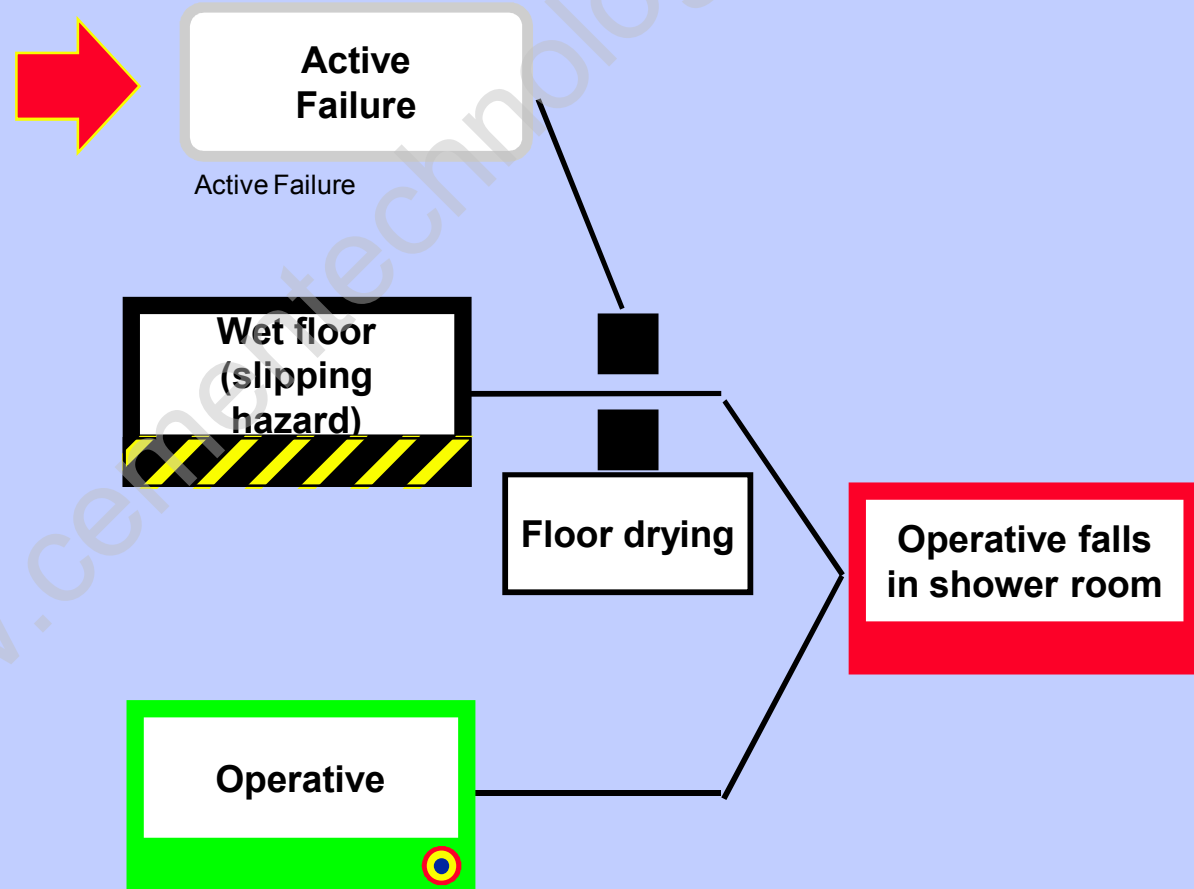 Active
Failure
Active Failure
Wet floor
(slipping
hazard)
Floor drying
Operative falls
in shower room
Operative